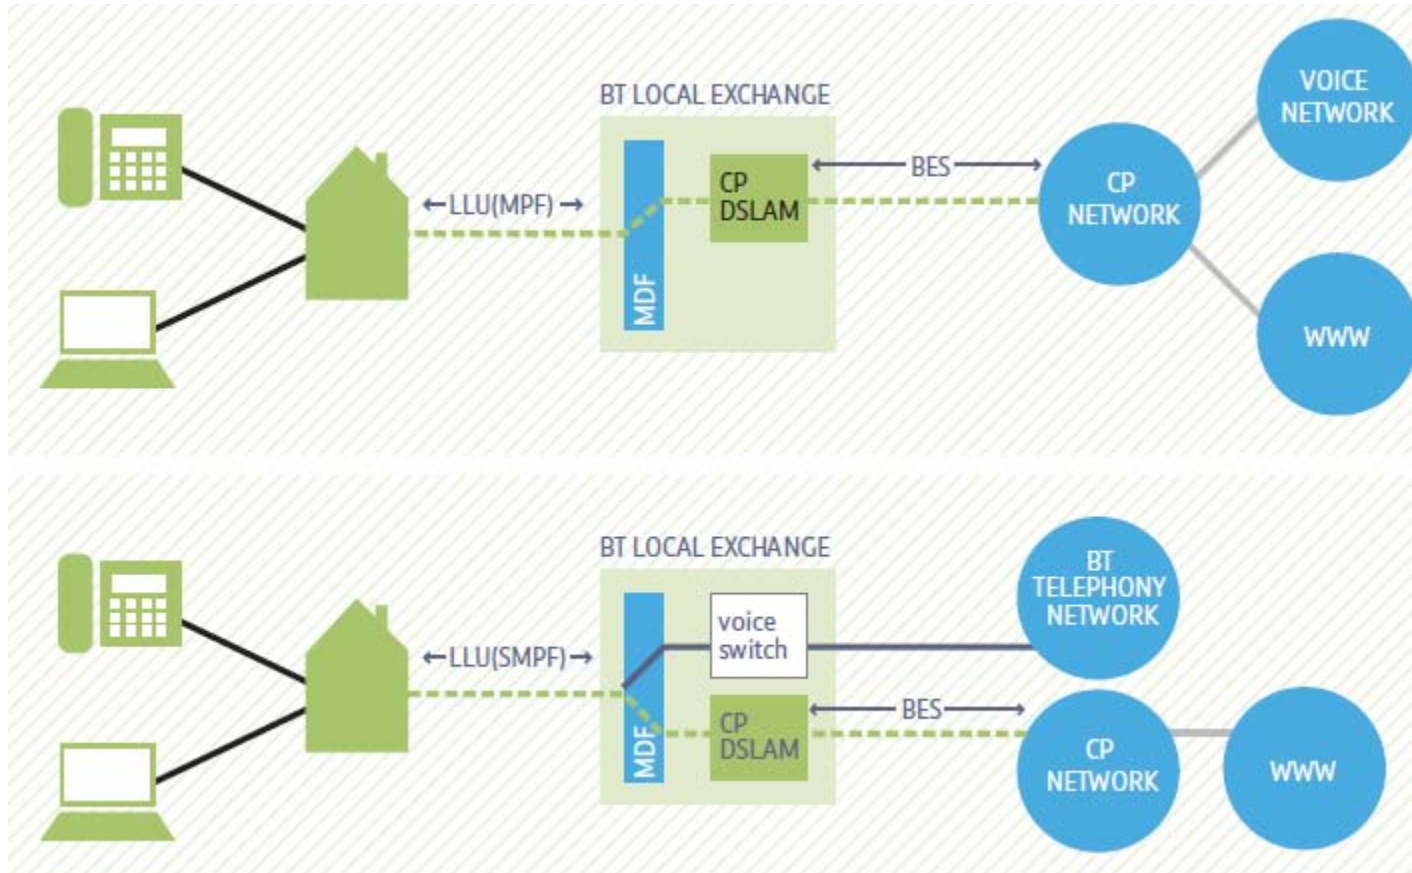 BT LOCAL EXCHANGE
LLU(MPF)
MDF
CP
DSLAM
BES
CP
NETWORK
VOICE
NETWORK
WWW
BT LOCAL EXCHANGE
LLU(SMPF)
MDF
voice
switch
CP
DSLAM
BES
BT
TELEPHONY
NETWORK
CP
NETWORK
WWW